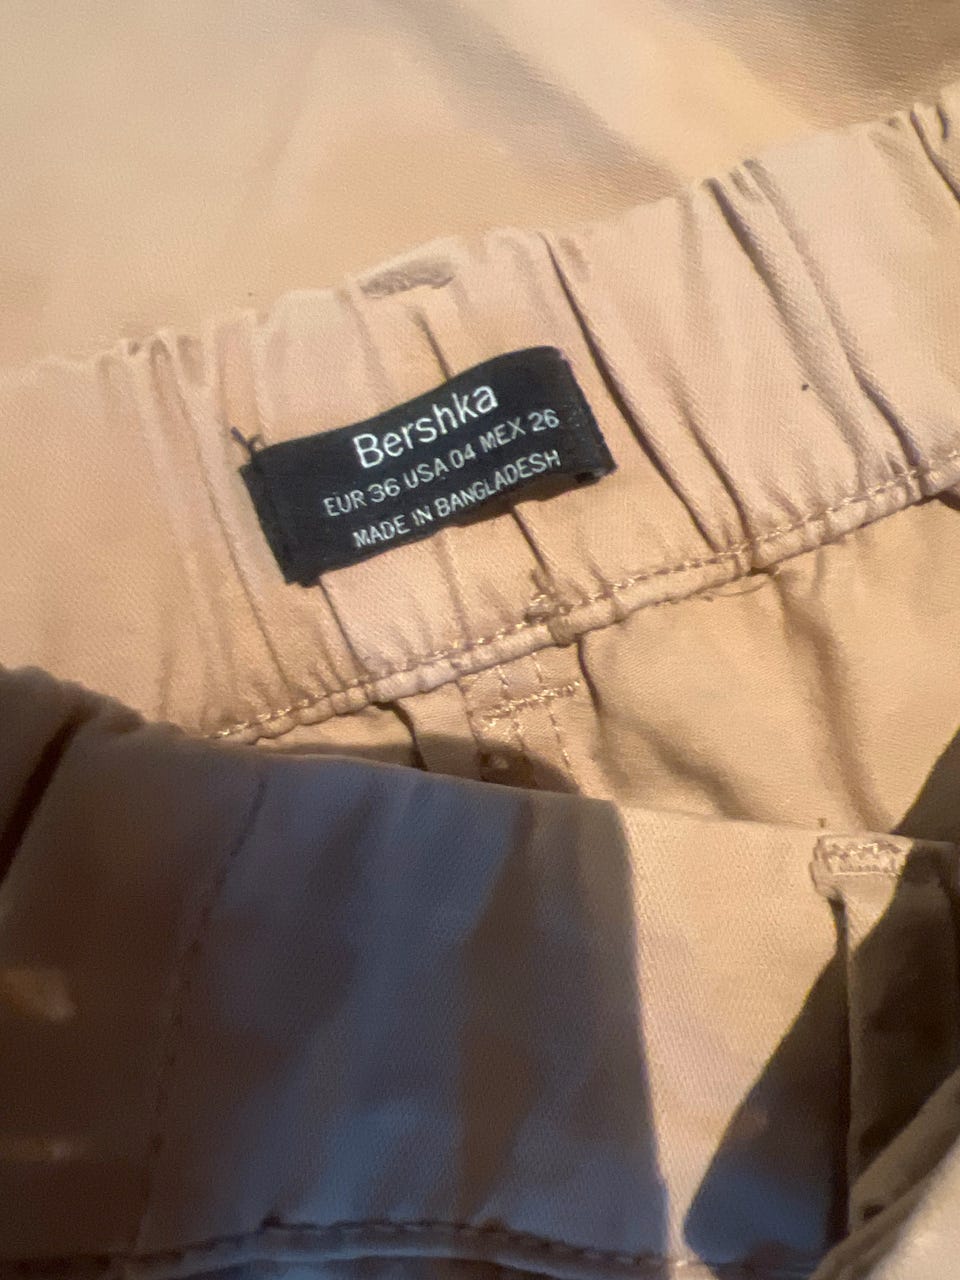 Bershka
EUR 36 USA 04 MEX 26
MADE IN BANGLADESH